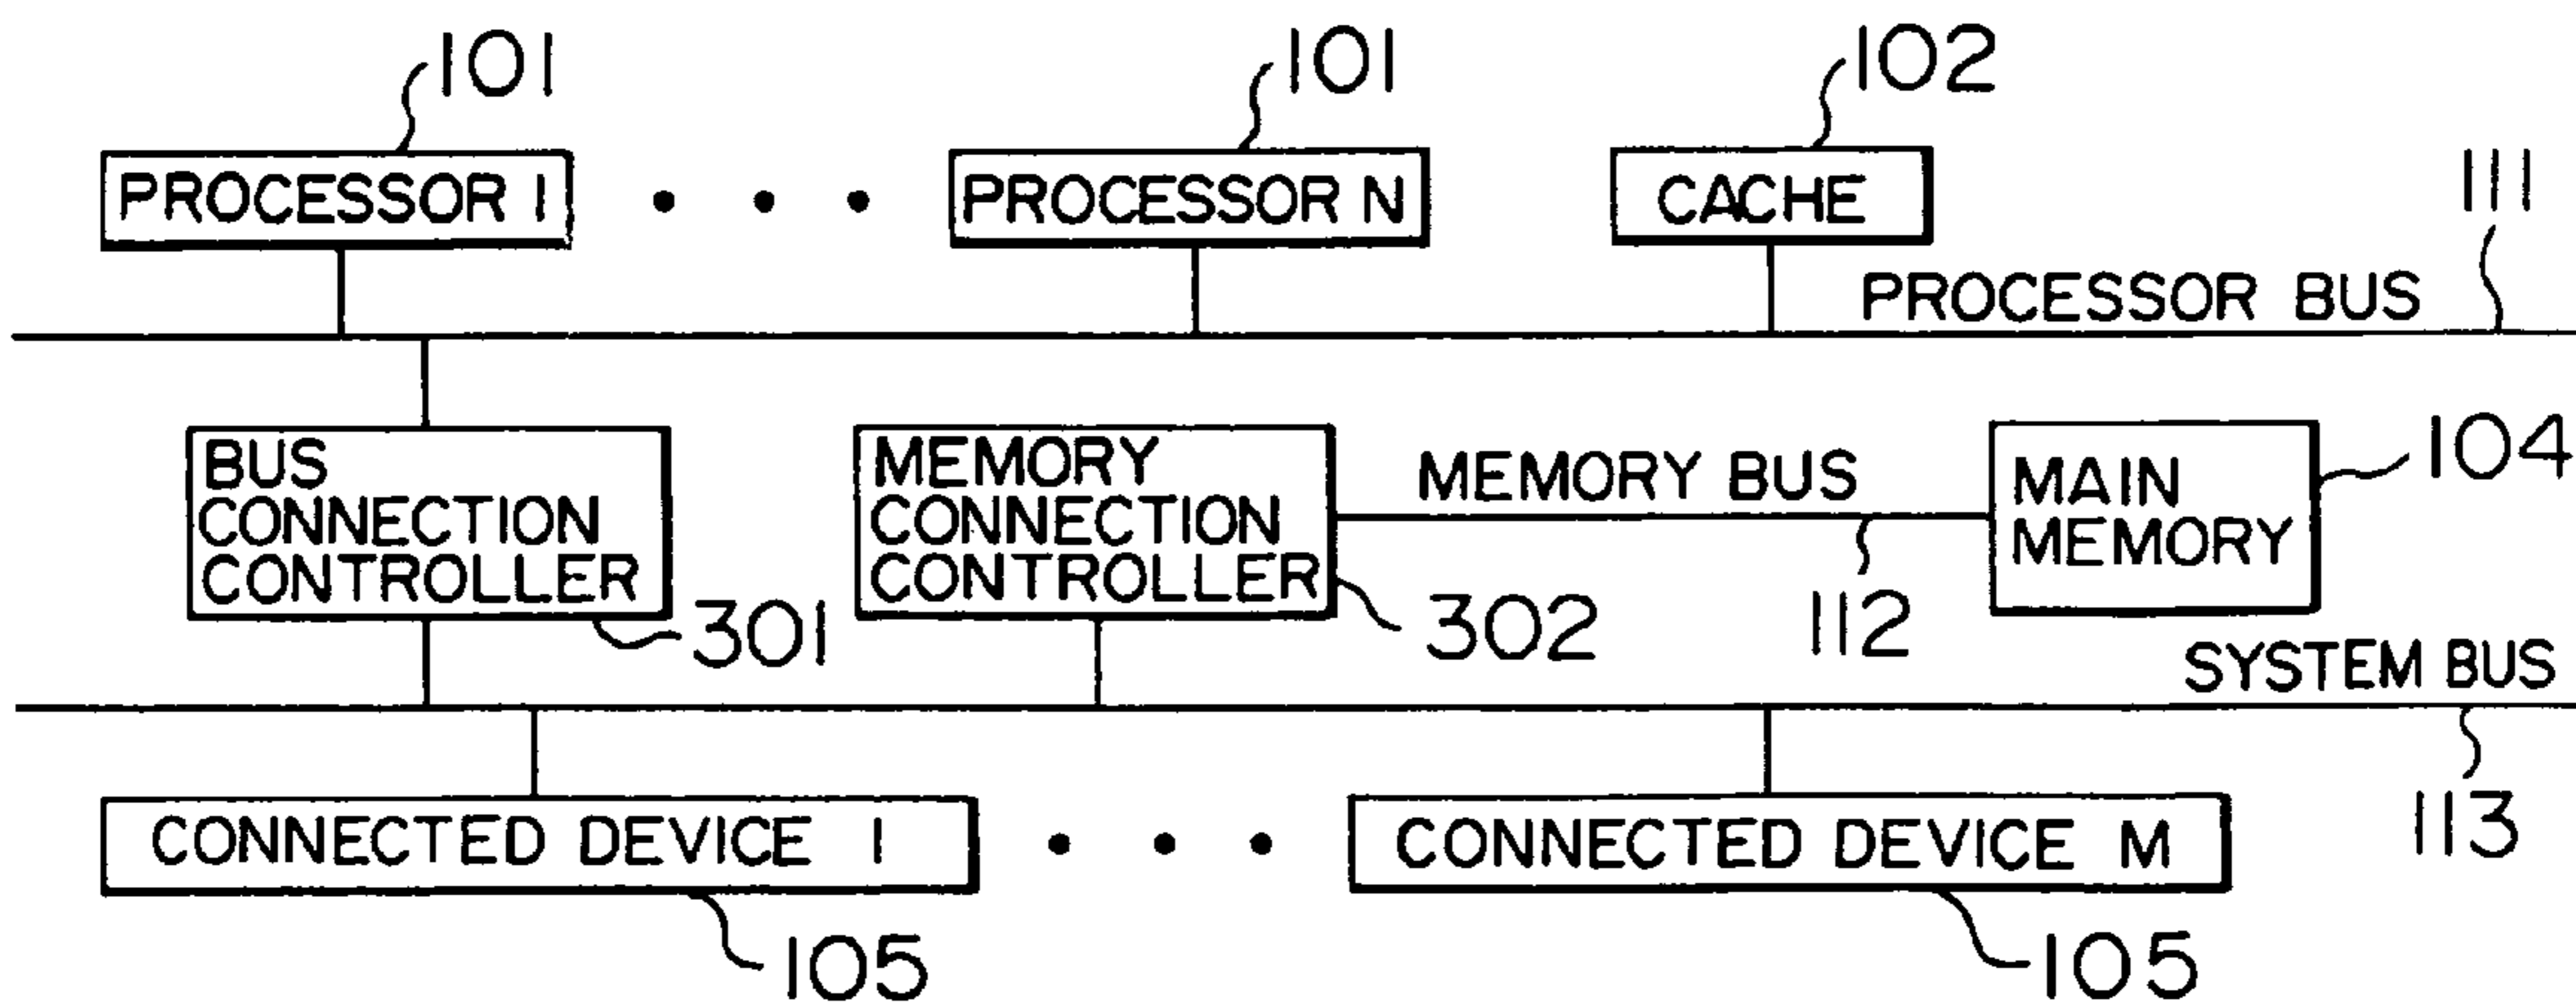 101
101
102
PROCESSOR 1
PROCESSOR N
CACHE
111
PROCESSOR BUS
BUS
CONNECTION
CONTROLLER
301
MEMORY
CONNECTION
CONTROLLER
302
MEMORY BUS
112
MAIN
MEMORY
104
SYSTEM BUS
113
CONNECTED DEVICE 1
CONNECTED DEVICE M
105
105